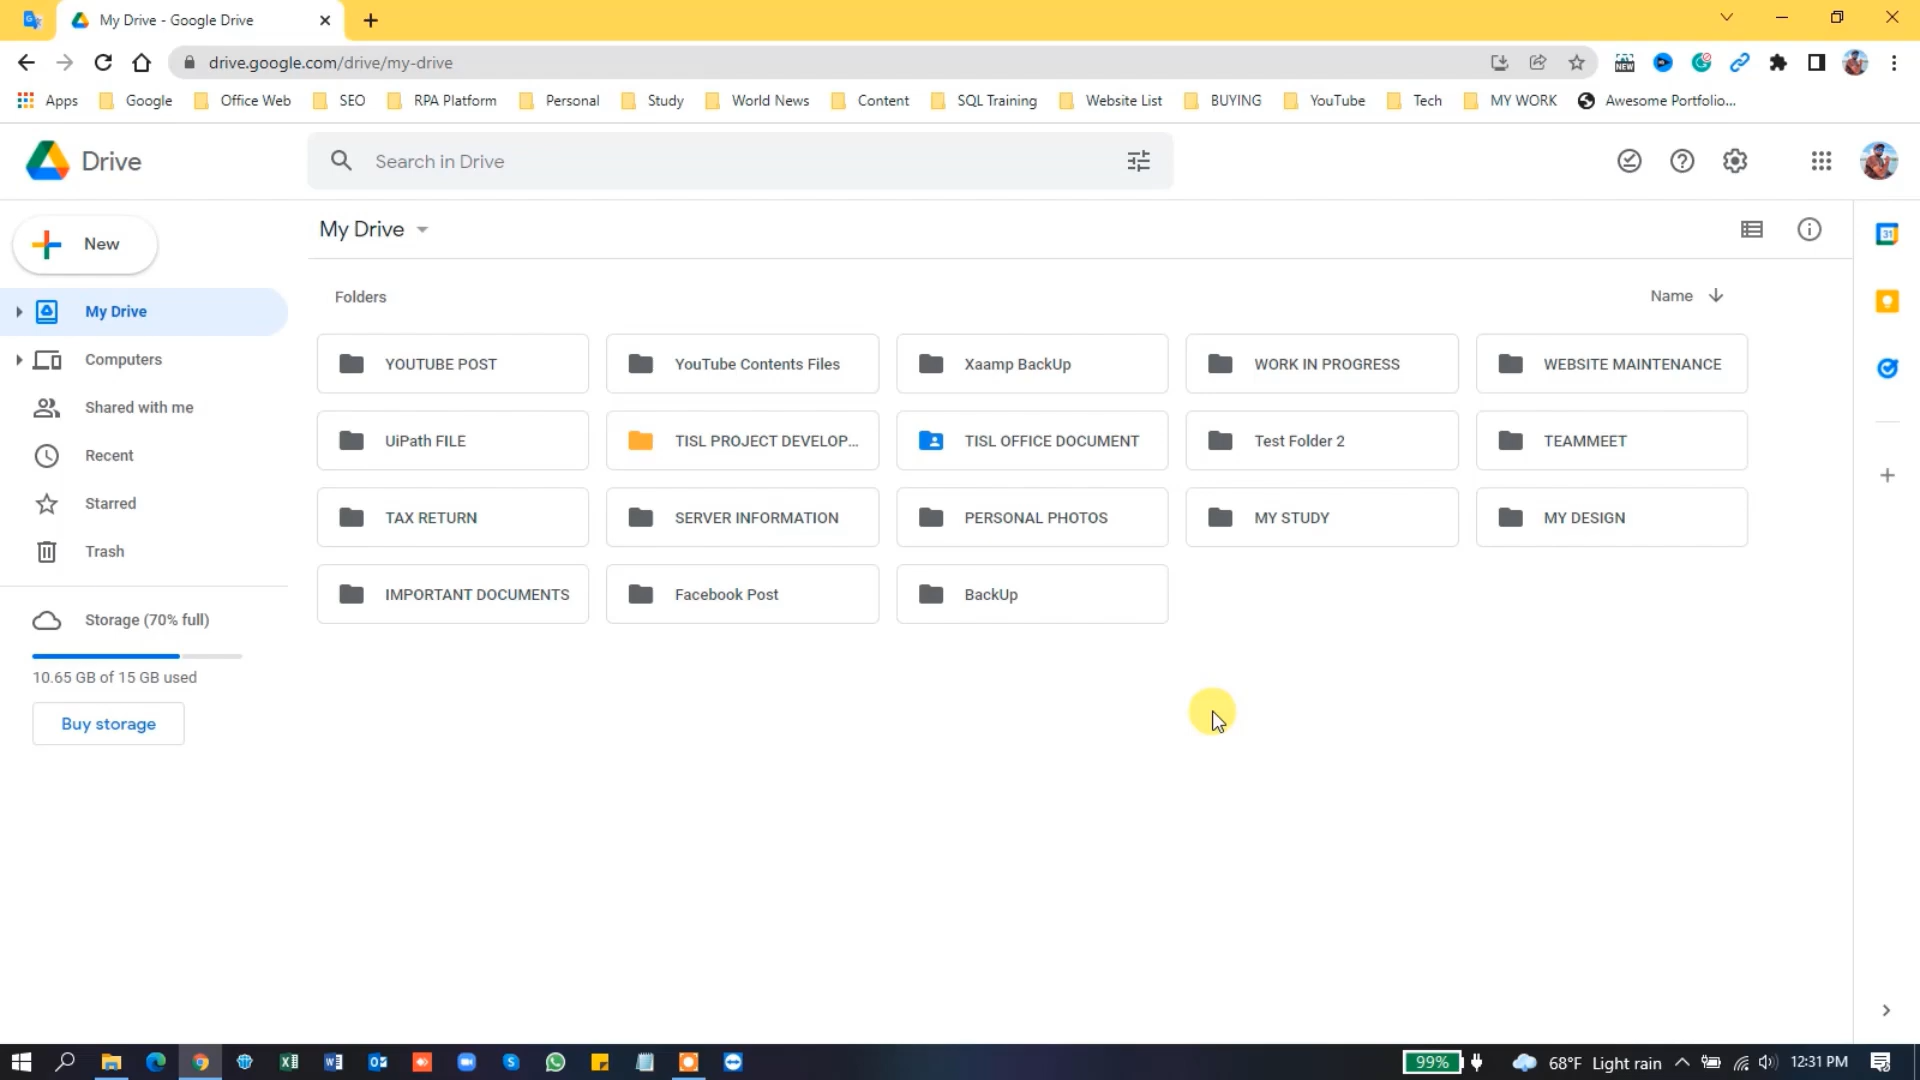 My Drive - Google Drive
drive.google.com/drive/my-drive
NEW
Apps Google Office Web SEO RPA Platform Personal Study World News Content SQL Training Website List BUYING YouTube Tech MY WORK Awesome Portfolio...
Drive
Search in Drive
New
My Drive
Folders
Name
My Drive
Computers
Shared with me
Recent
Starred
Trash
Storage (70% full)
10.65 GB of 15 GB used
Buy storage
YOUTUBE POST YouTube Contents Files Xaamp BackUp WORK IN PROGRESS WEBSITE MAINTENANCE
UiPath FILE TISL PROJECT DEVELOP... TISL OFFICE DOCUMENT Test Folder 2 TEAMMEET
TAX RETURN SERVER INFORMATION PERSONAL PHOTOS MY STUDY MY DESIGN
IMPORTANT DOCUMENTS Facebook Post BackUp
31
99% 68°F Light rain 12:31 PM